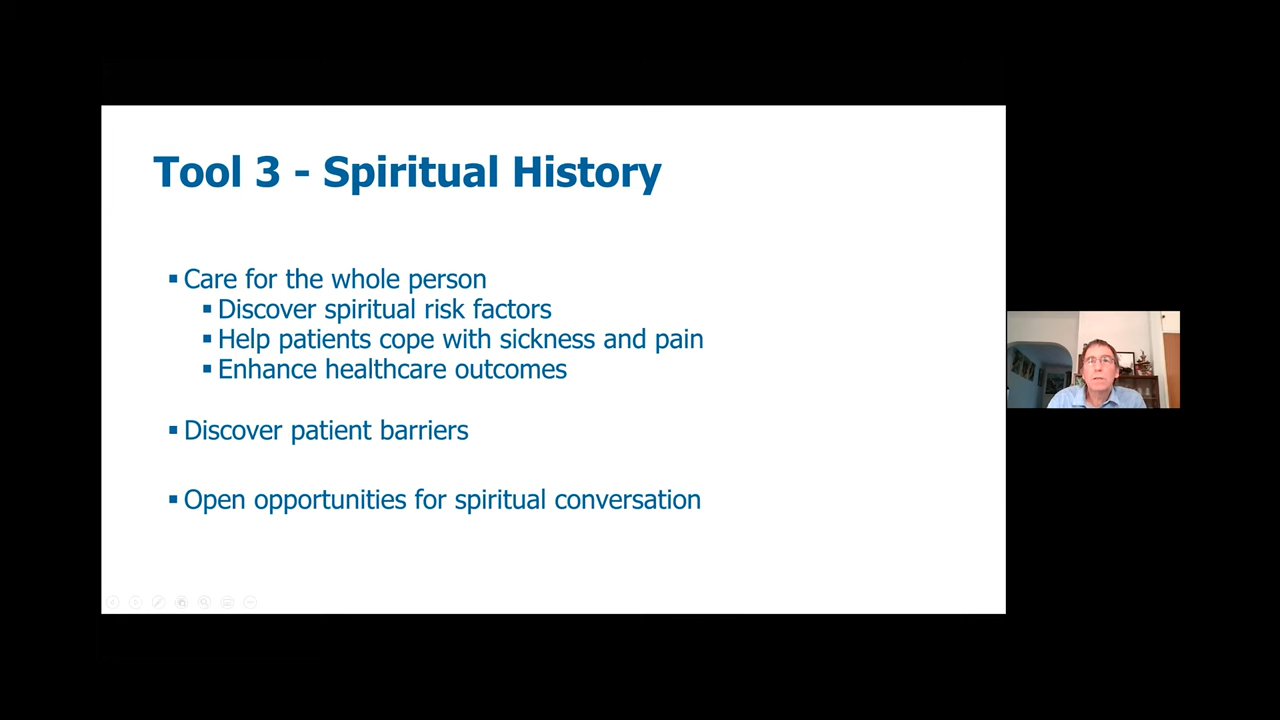 Tool 3 - Spiritual History
▪ Care for the whole person
▪ Discover spiritual risk factors
▪ Help patients cope with sickness and pain
▪ Enhance healthcare outcomes
▪ Discover patient barriers
▪ Open opportunities for spiritual conversation